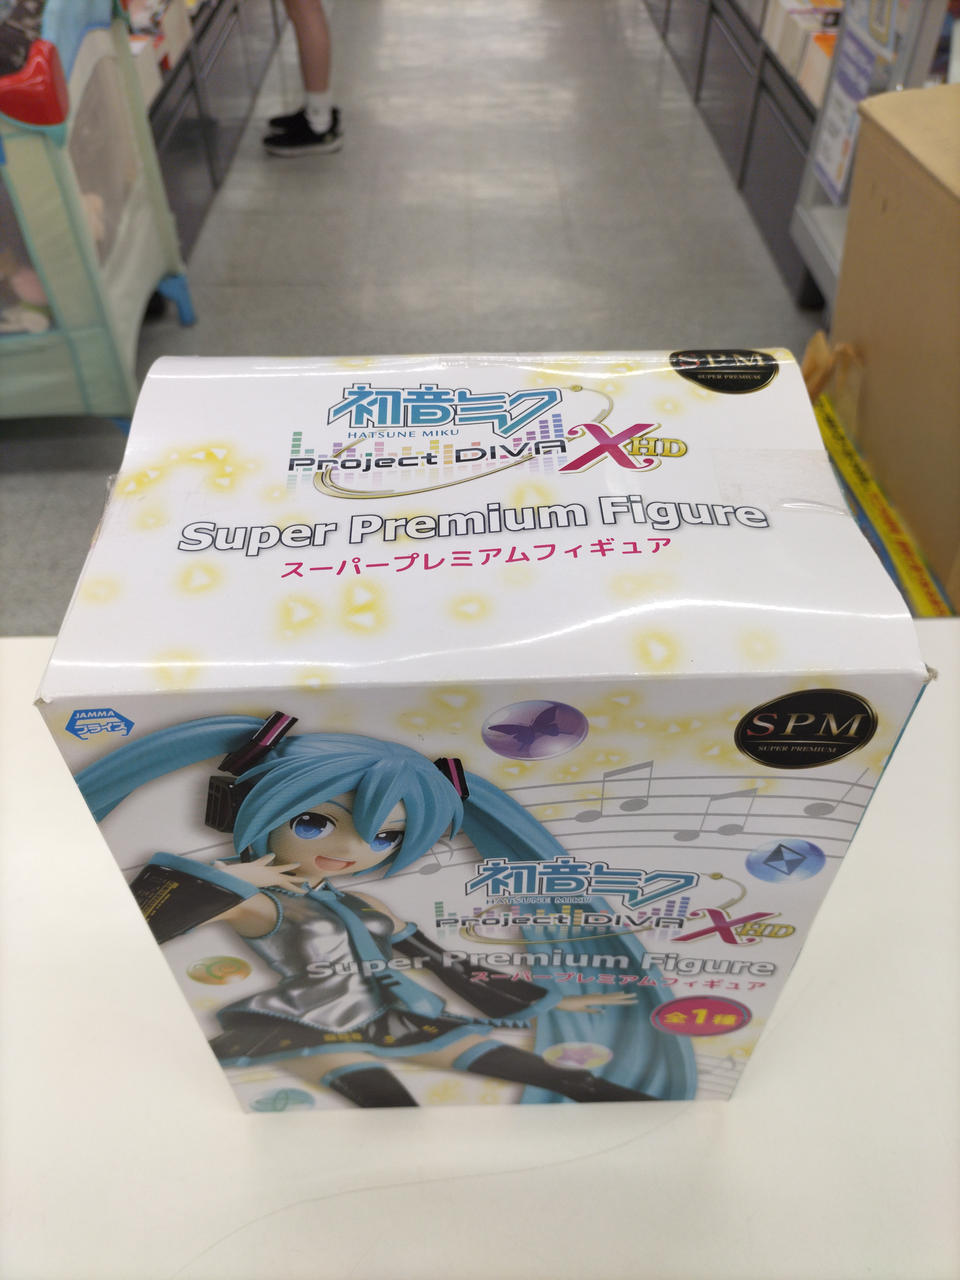 SPM
SUPER PREMIUM
初音ミク
HATSUNE MIKU
Project DIVA X HD
Super Premium Figure
スーパープレミアムフィギュア
JAMMA
プライズ
SPM
SUPER PREMIUM
初音ミク
HATSUNE MIKU
Project DIVA X HD
Super Premium Figure
スーパープレミアムフィギュア
全1種